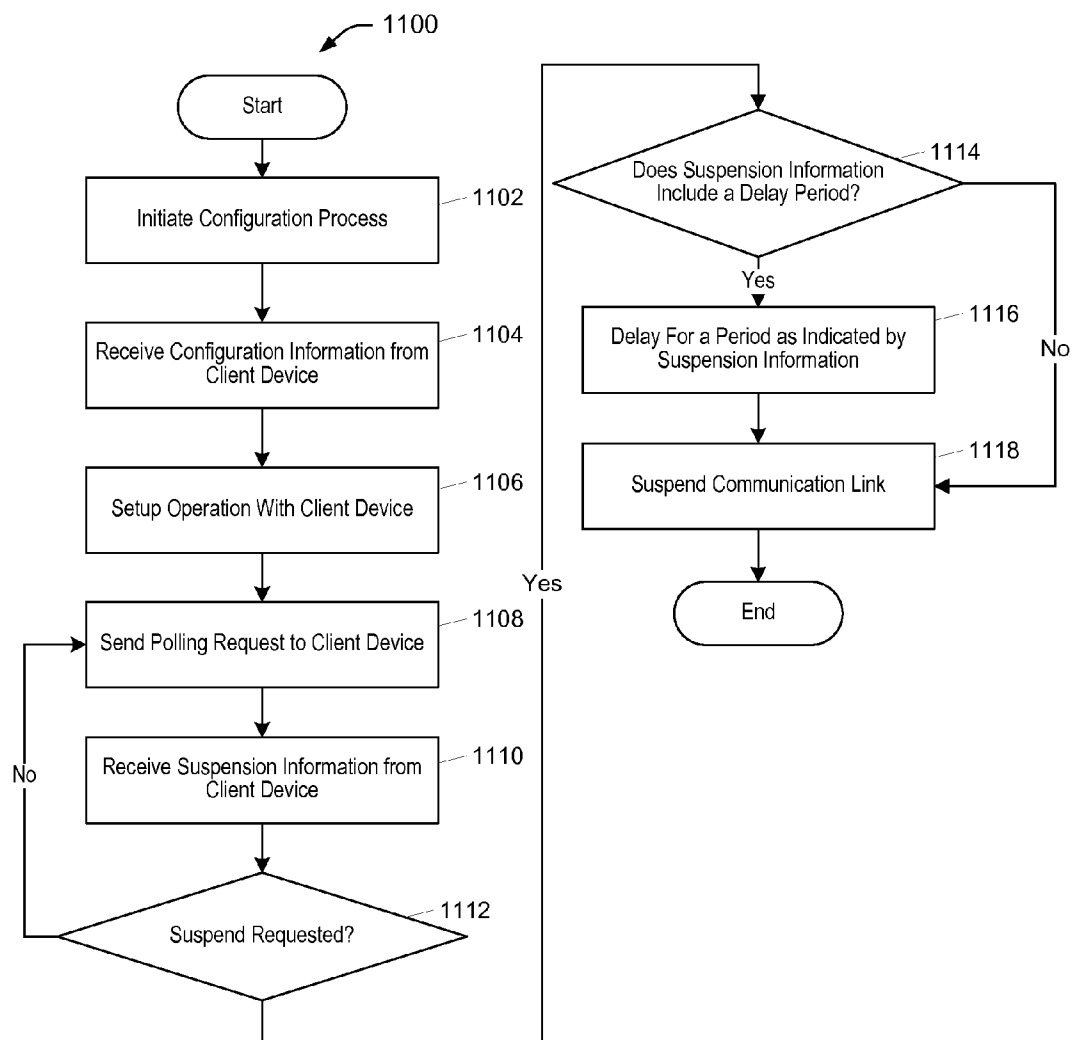 1100
Start
1102
Initiate Configuration Process
1104
Receive Configuration Information from
Client Device
1106
Setup Operation With Client Device
1108
Send Polling Request to Client Device
1110
Receive Suspension Information from
Client Device
No
1112
Suspend Requested?
Yes
1114
Does Suspension Information
Include a Delay Period?
Yes
1116
Delay For a Period as Indicated by
Suspension Information
No
1118
Suspend Communication Link
End